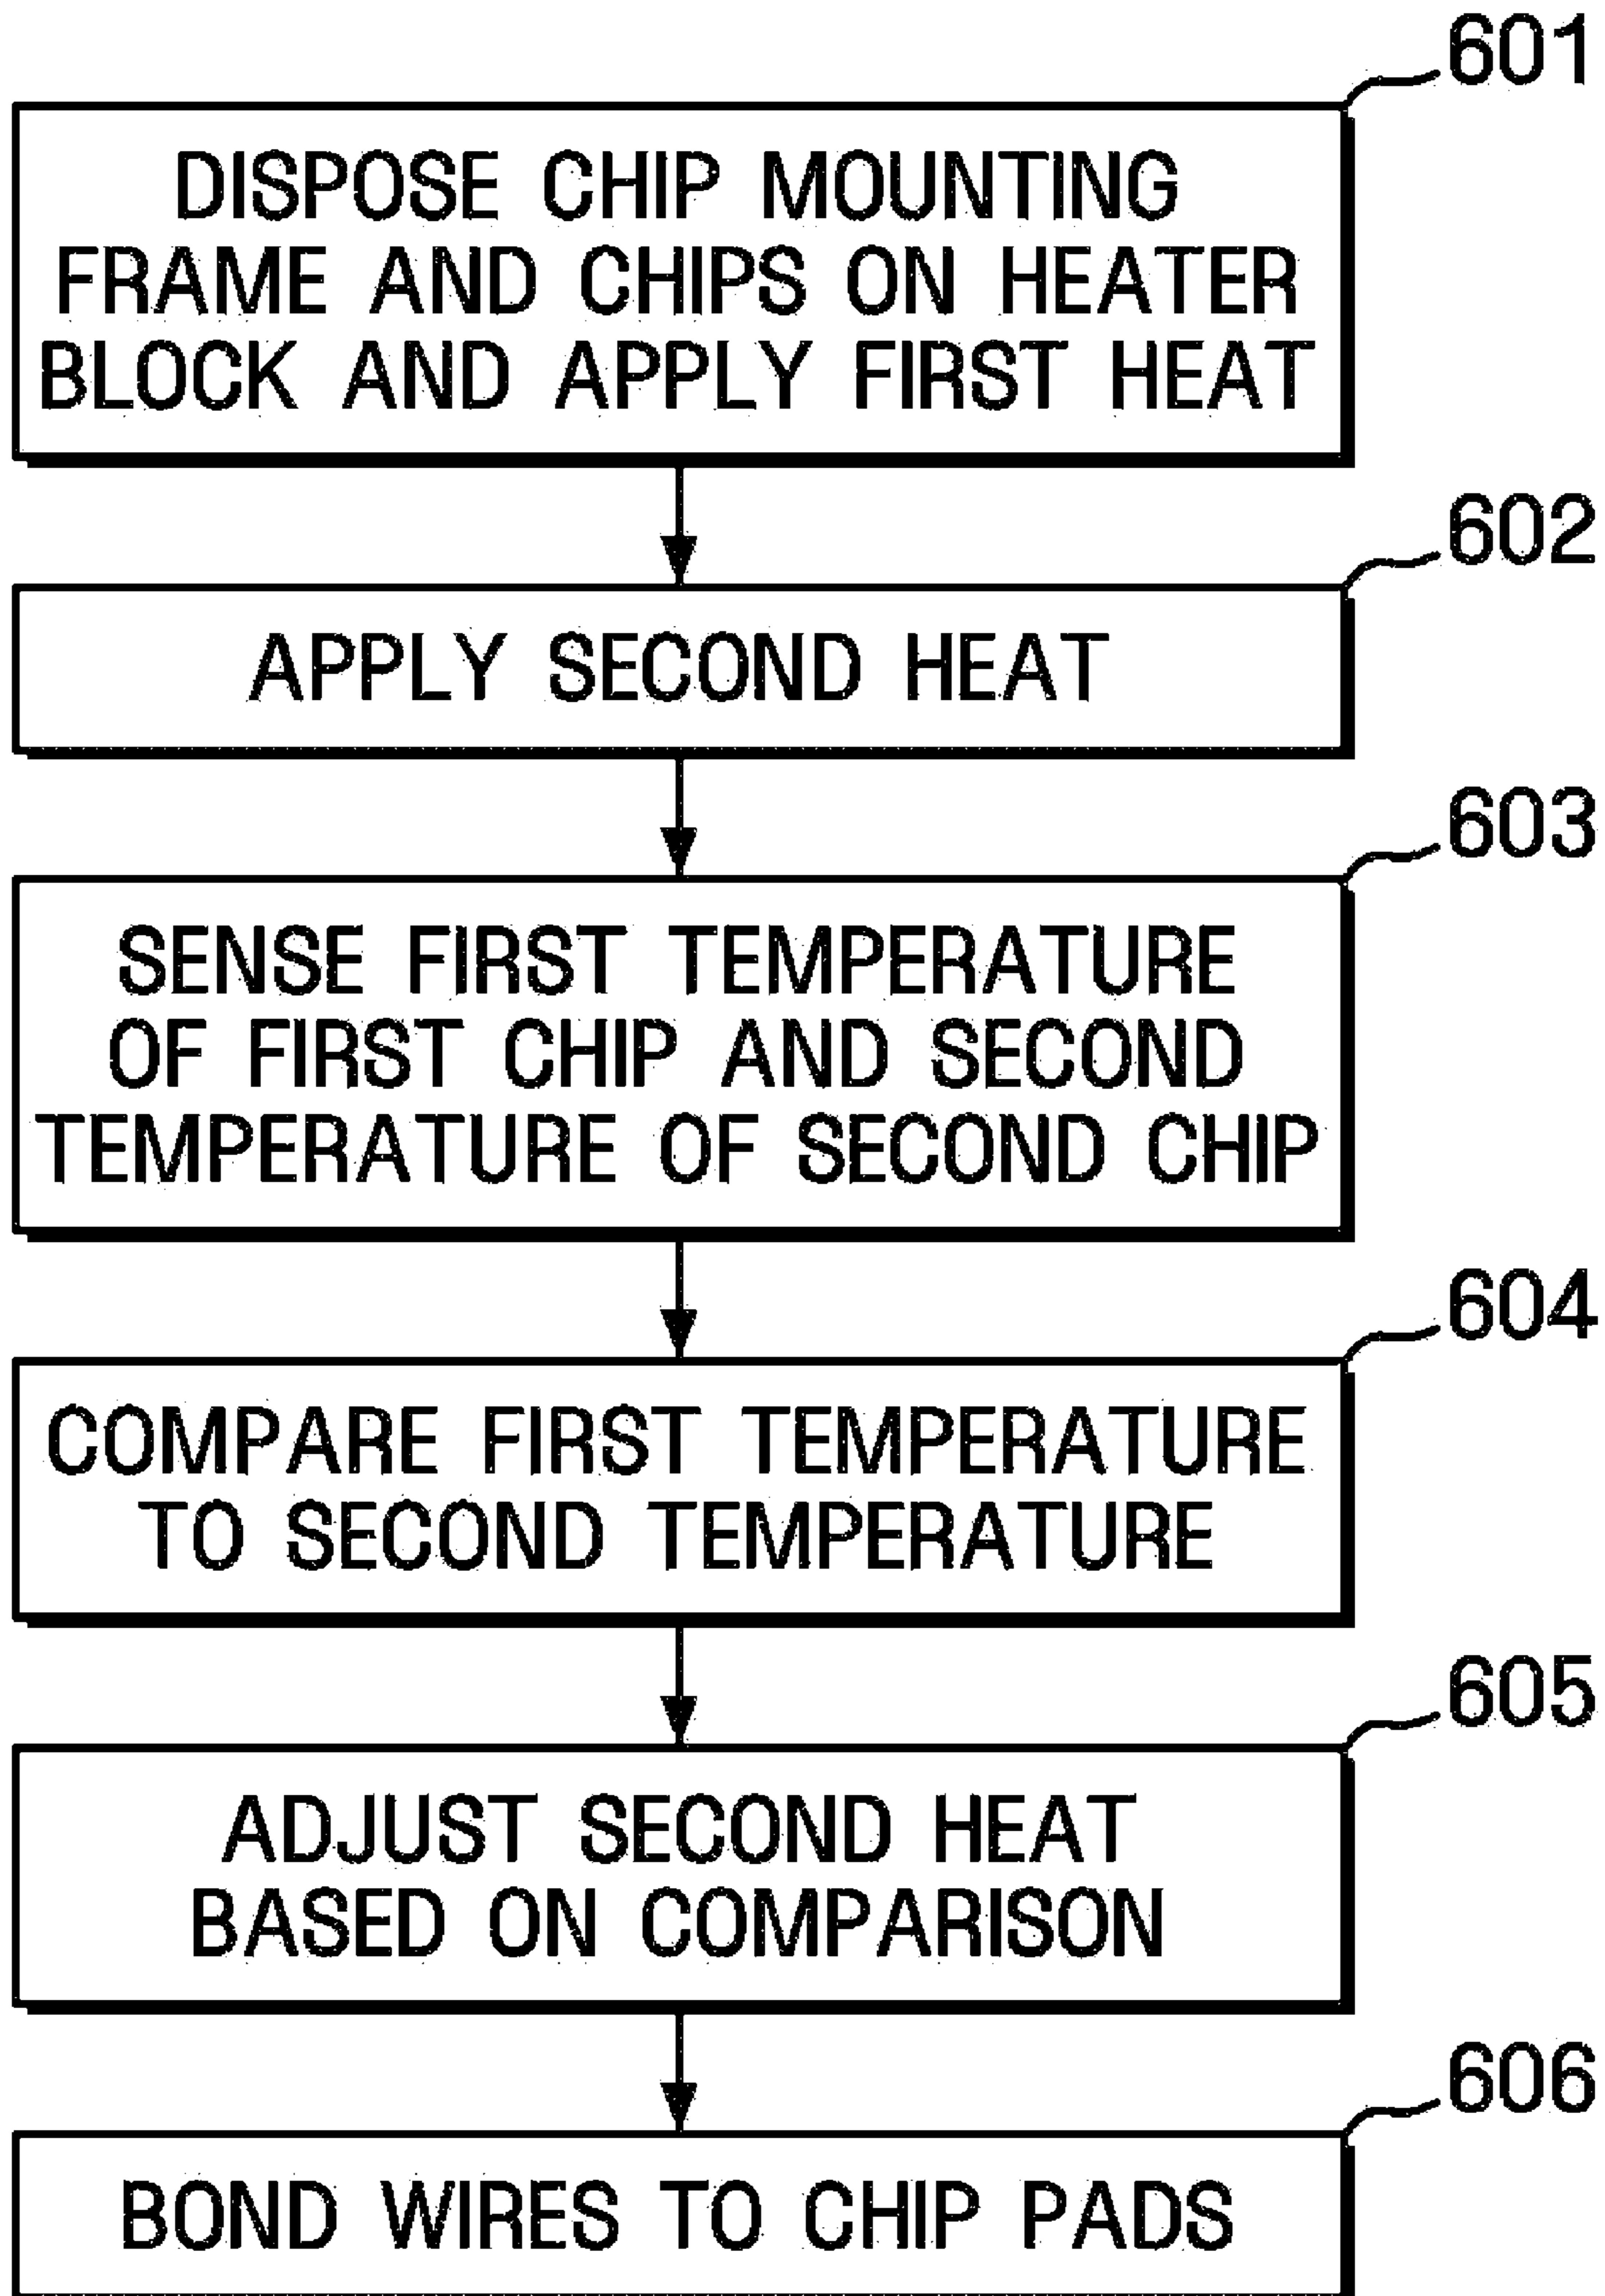 601
DISPOSE CHIP MOUNTING
FRAME AND CHIPS ON HEATER
BLOCK AND APPLY FIRST HEAT
602
APPLY SECOND HEAT
603
SENSE FIRST TEMPERATURE
OF FIRST CHIP AND SECOND
TEMPERATURE OF SECOND CHIP
604
COMPARE FIRST TEMPERATURE
TO SECOND TEMPERATURE
605
ADJUST SECOND HEAT
BASED ON COMPARISON
606
BOND WIRES TO CHIP PADS